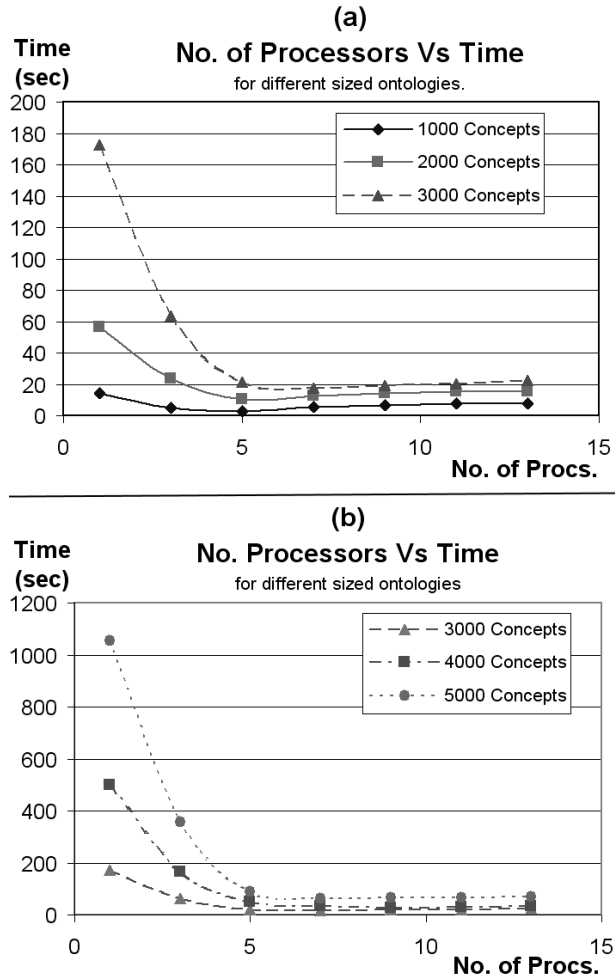 (a)
Time
(sec)
No. of Processors Vs Time
for different sized ontologies.
200
180
160
140
120
100
80
60
40
20
0
1000 Concepts
2000 Concepts
3000 Concepts
0 5 10 15
No. of Procs.
(b)
Time
(sec)
No. Processors Vs Time
for different sized ontologies
1200
1000
800
600
400
200
0
3000 Concepts
4000 Concepts
5000 Concepts
0 5 10 15
No. of Procs.